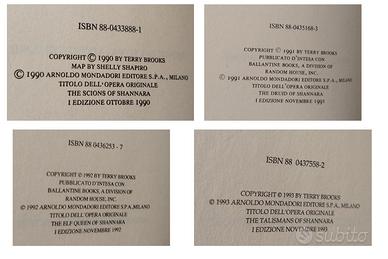 ISBN 88-0433888-1
COPYRIGHT © 1990 BY TERRY BROOKS
MAP BY SHELLY SHAPIRO
© 1990 ARNOLDO MONDADORI EDITORE S.P.A., MILANO
TITOLO DELL'OPERA ORIGINALE
THE SCIONS OF SHANNARA
I EDIZIONE OTTOBRE 1990
ISBN 88-0435168-3
COPYRIGHT © 1991 BY TERRY BROOKS
PUBBLICATO D'INTESA CON
BALLANTINE BOOKS, A DIVISION OF
RANDOM HOUSE, INC.
© 1991 ARNOLDO MONDADORI EDITORE S.P.A., MILANO
TITOLO DELL'OPERA ORIGINALE
THE DRUID OF SHANNARA
I EDIZIONE NOVEMBRE 1991
ISBN 88 0436253 - 7
COPYRIGHT © 1992 BY TERRY BROOKS
PUBBLICATO D'INTESA CON
BALLANTINE BOOKS, A DIVISION OF
RANDOM HOUSE, INC.
© 1992 ARNOLDO MONDADORI EDITORE S.P.A., MILANO
TITOLO DELL'OPERA ORIGINALE
THE ELF QUEEN OF SHANNARA
I EDIZIONE NOVEMBRE 1992
ISBN 88 0437558-2
COPYRIGHT © 1993 BY TERRY BROOKS
© 1993 ARNOLDO MONDADORI EDITORE S.P.A., MILANO
TITOLO DELL'OPERA ORIGINALE
THE TALISMANS OF SHANNARA
I EDIZIONE NOVEMBRE 1993
subito